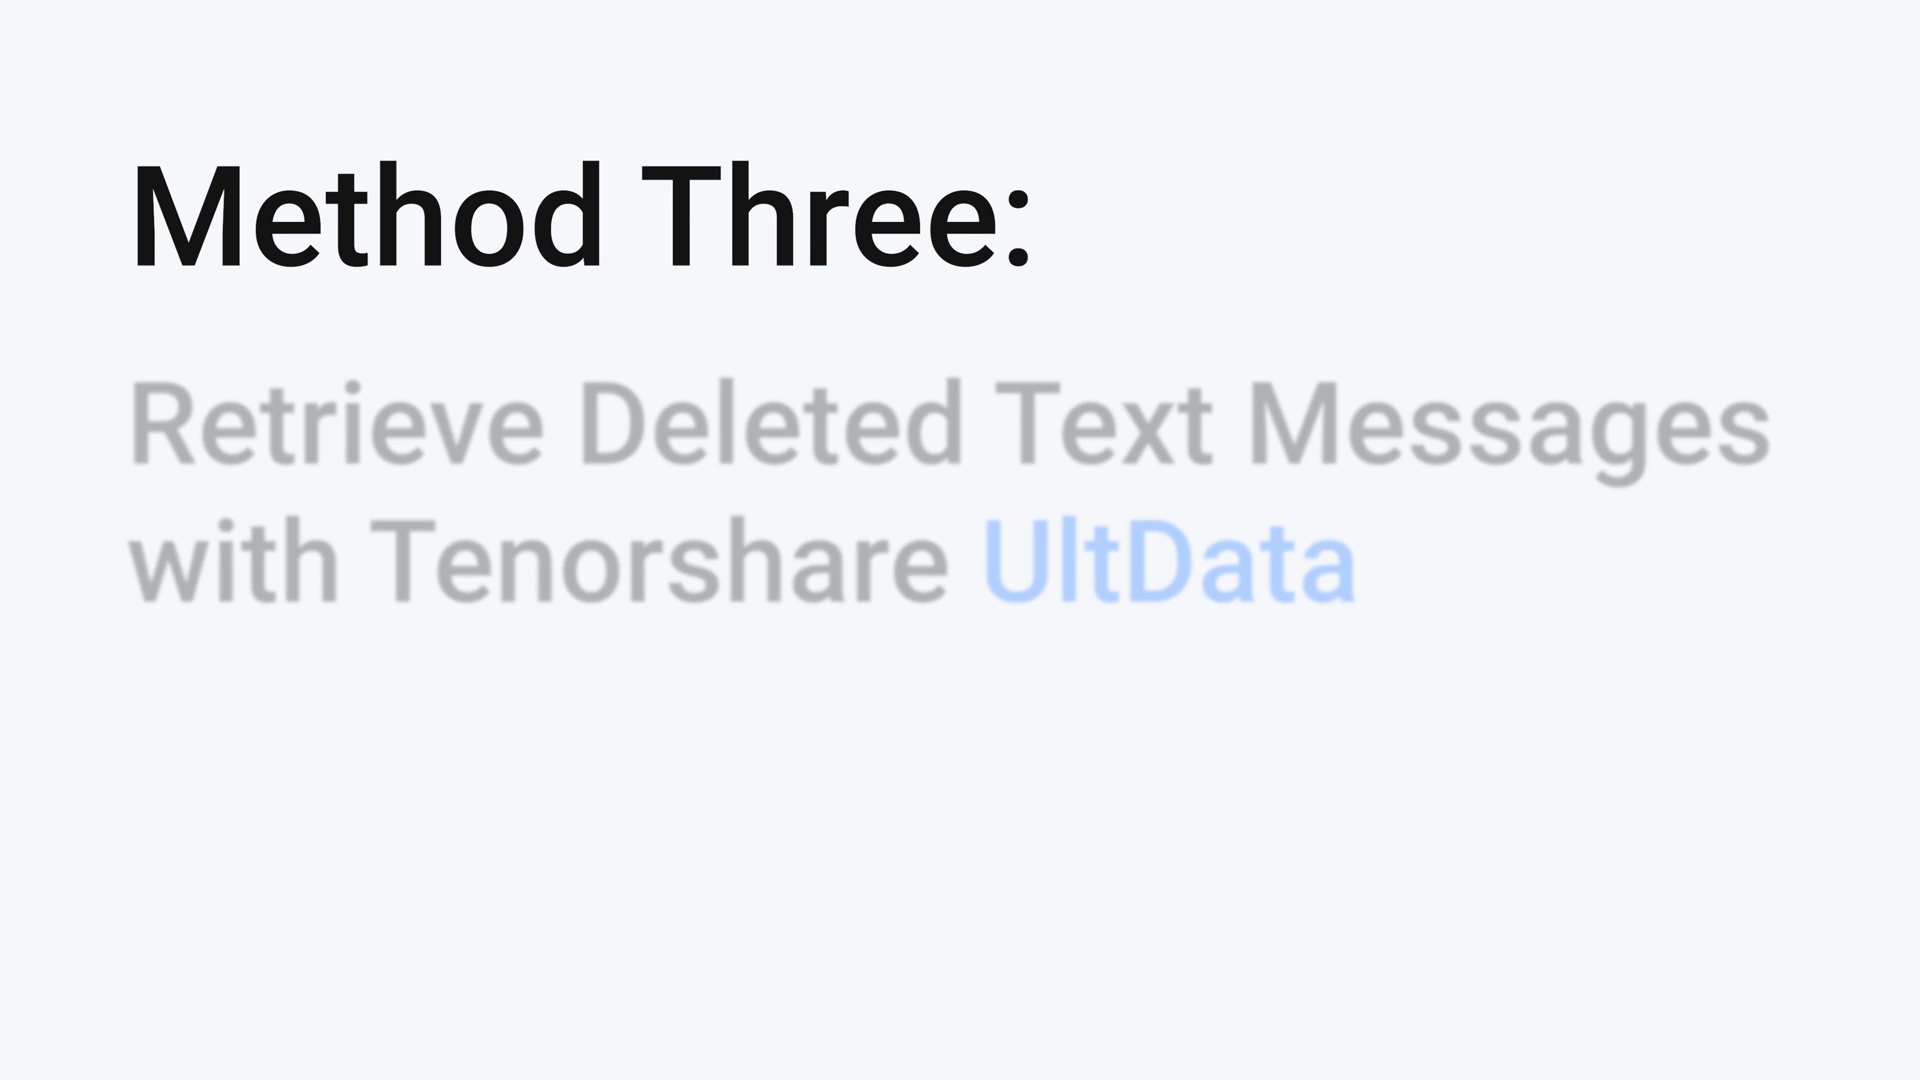 Method Three:
Retrieve Deleted Text Messages
with Tenorshare UltData